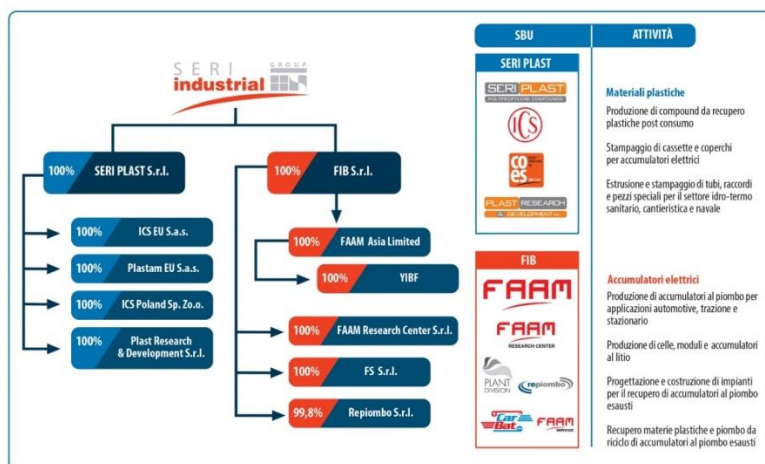 SERI
GROUP
industrial
100%
SERI PLAST S.r.l.
100%
ICS EU S.a.s.
100%
Plastam EU S.a.s.
100%
ICS Poland Sp. Zo.o.
100%
Plast Research
& Development S.r.l.
100%
FIB S.r.l.
100%
FAAM Asia Limited
100%
YIBF
100%
FAAM Research Center S.r.l.
100%
FS S.r.l.
99,8%
Repiombo S.r.l.
SBU
ATTIVITÀ
SERI PLAST
SERI PLAST
POLYPROPYLENE COMPOUNDS
ICS
coes
PLAST RESEARCH
& DEVELOPMENT S.r.l.
Materiali plastiche
Produzione di compound da recupero
plastiche post consumo
Stampaggio di cassette e coperchi
per accumulatori elettrici
Estrusione e stampaggio di tubi, raccordi
e pezzi speciali per il settore idro-termo
sanitario, cantieristica e navale
FIB
FAAM
FAAM
RESEARCH CENTER
PLANT
DIVISION
repiombo
Car
Bat
FAAM
SERVICE
Accumulatori elettrici
Produzione di accumulatori al piombo per
applicazioni automotive, trazione e
stazionario
Produzione di celle, moduli e accumulatori
al litio
Progettazione e costruzione di impianti
per il recupero di accumulatori al piombo
esausti
Recupero materie plastiche e piombo da
riciclo di accumulatori al piombo esausti